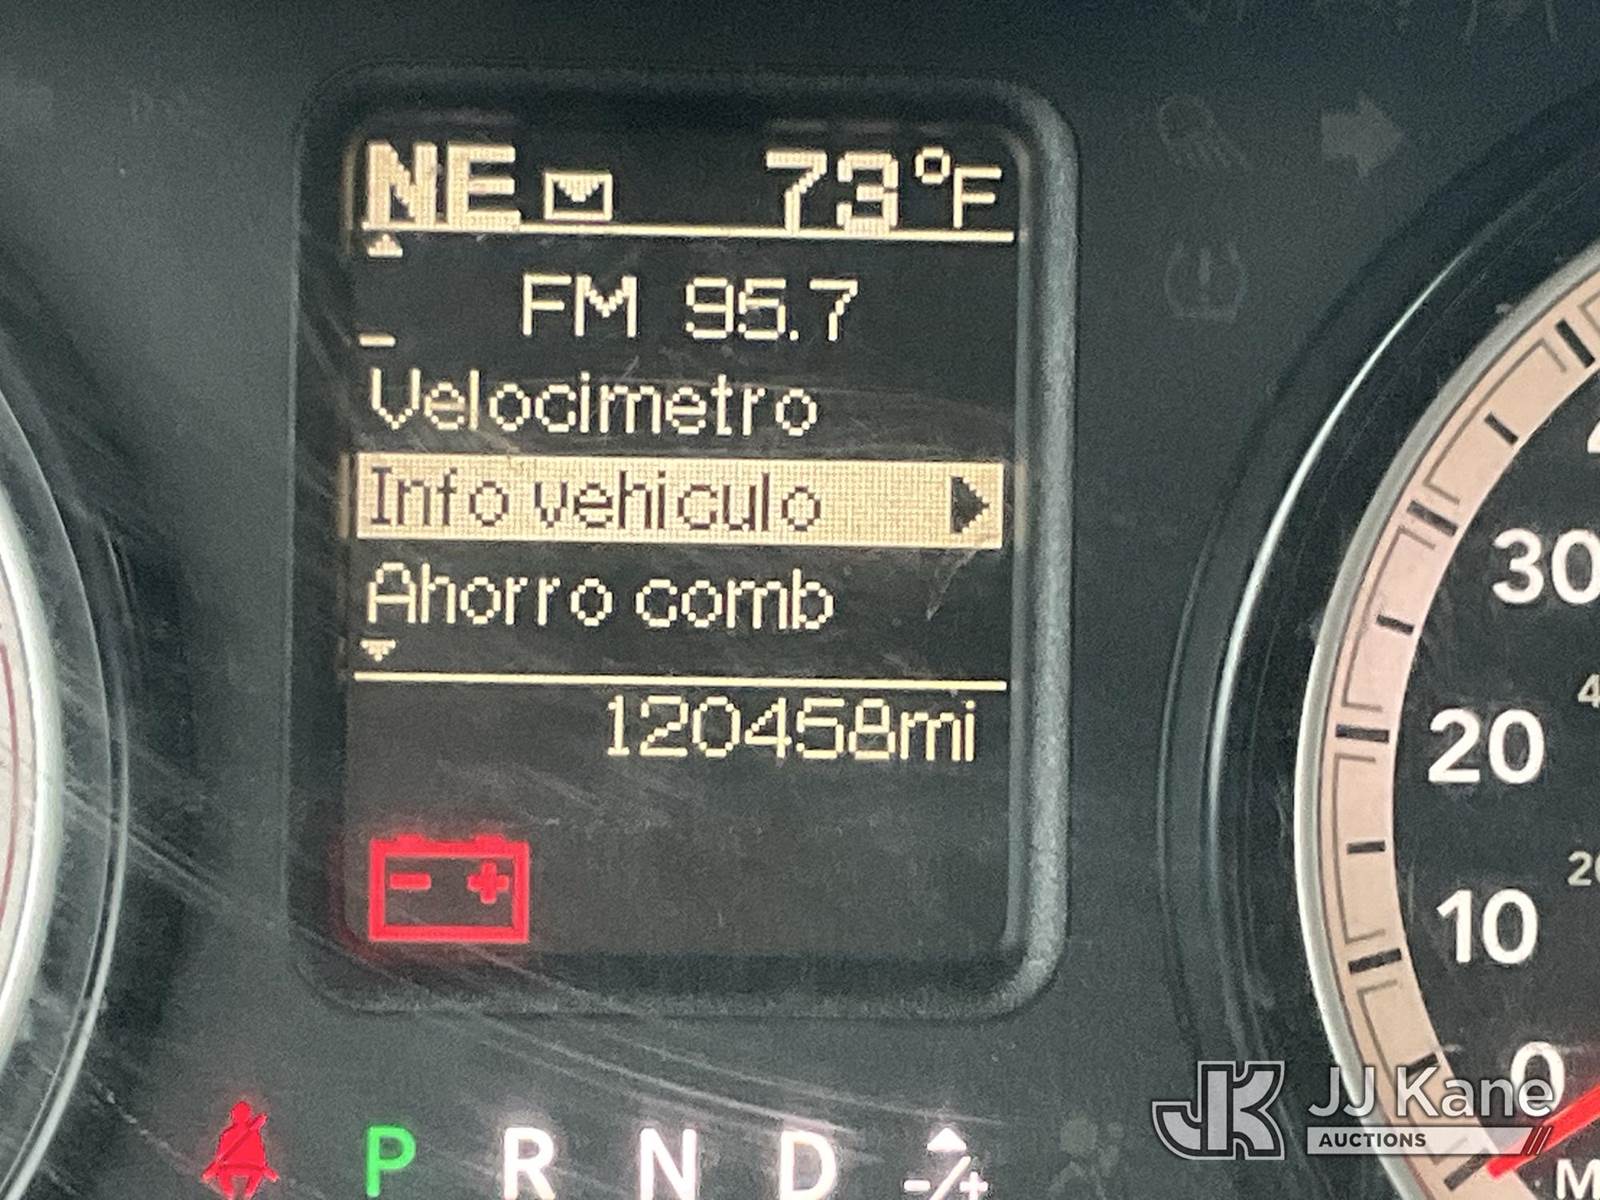 NE 73°F
FM 95.7
Velocimetro
Info vehiculo
Ahorro comb
120458mi
- +
P R N D -/+
30
20
10
0
JJ Kane
AUCTIONS